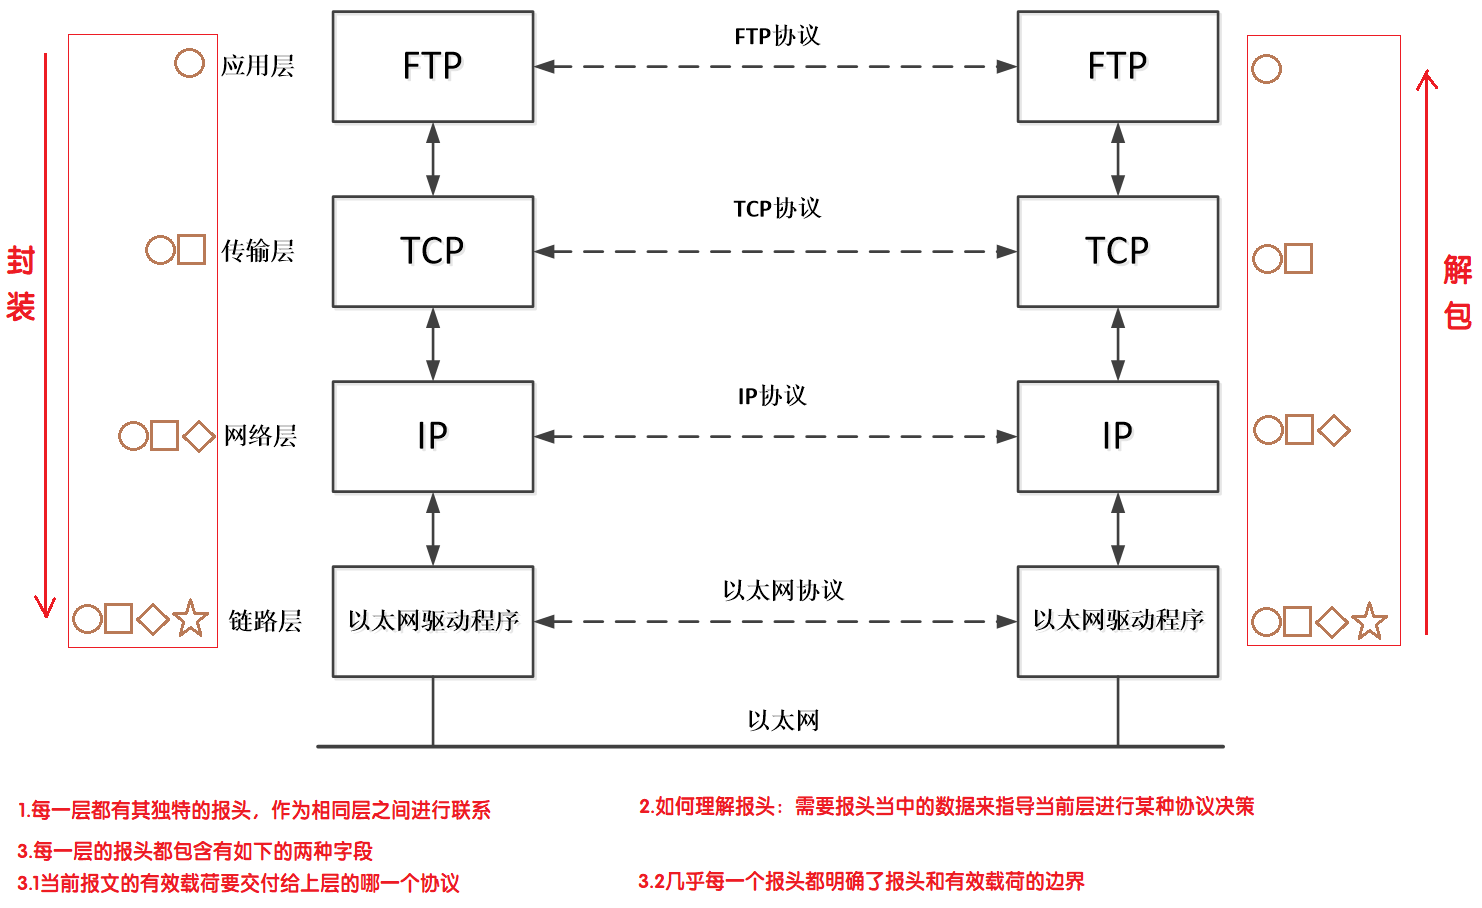 FTP协议
应用层
FTP
FTP
TCP协议
传输层
TCP
TCP
封装
解包
IP协议
网络层
IP
IP
以太网协议
链路层
以太网驱动程序
以太网驱动程序
以太网
1.每一层都有其独特的报头，作为相同层之间进行联系
2.如何理解报头：需要报头当中的数据来指导当前层进行某种协议决策
3.每一层的报头都包含有如下的两种字段
3.1当前报文的有效载荷要交付给上层的哪一个协议
3.2几乎每一个报头都明确了报头和有效载荷的边界